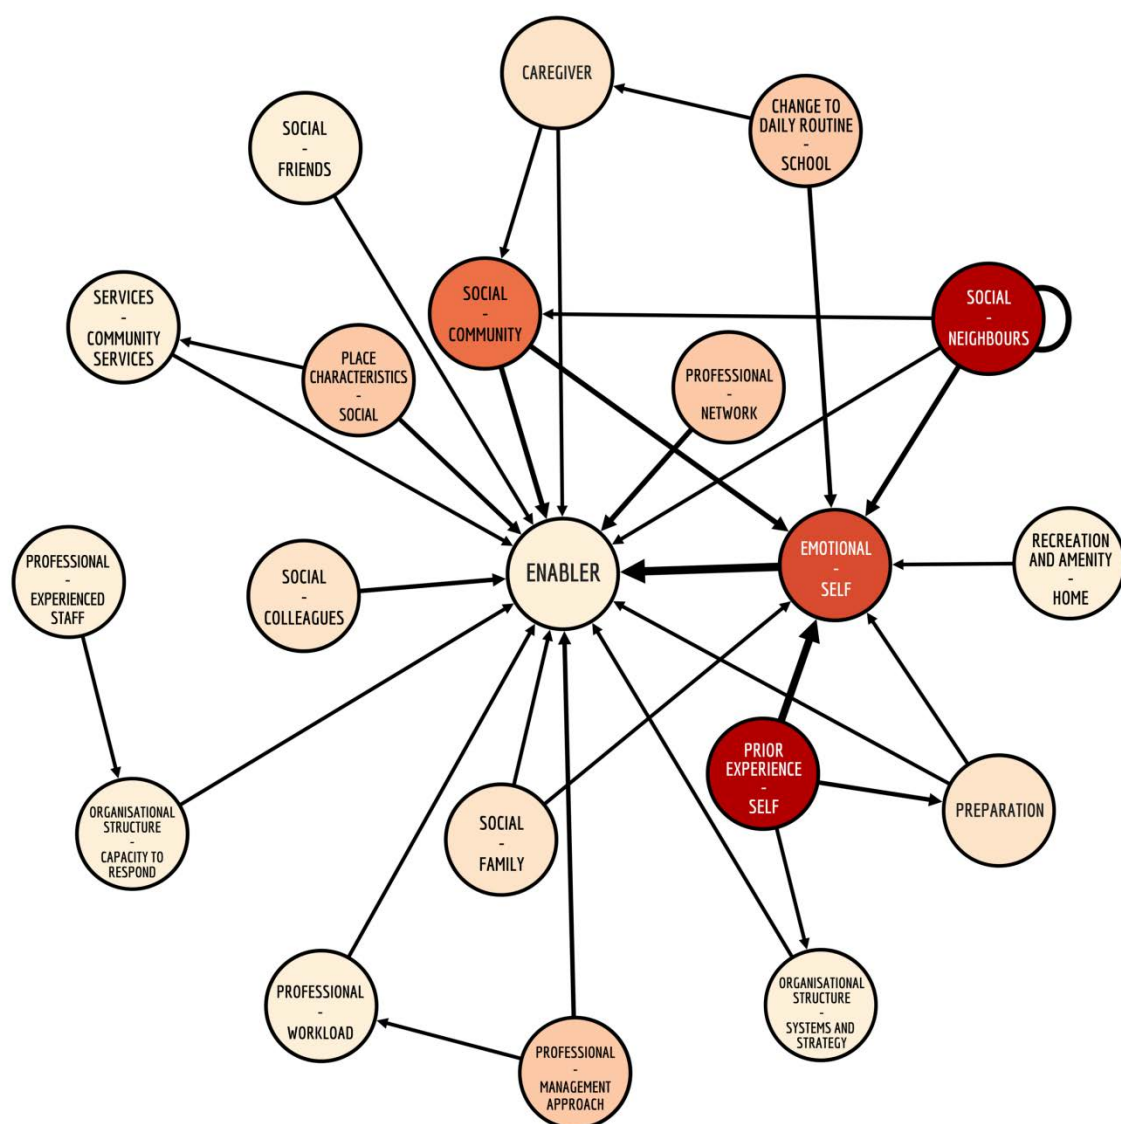 CAREGIVER
CHANGE TO
DAILY ROUTINE
-
SCHOOL
SOCIAL
-
FRIENDS
SERVICES
-
COMMUNITY
SERVICES
SOCIAL
-
COMMUNITY
SOCIAL
-
NEIGHBOURS
PLACE
CHARACTERISTICS
-
SOCIAL
PROFESSIONAL
-
NETWORK
PROFESSIONAL
-
EXPERIENCED
STAFF
SOCIAL
-
COLLEAGUES
ENABLER
EMOTIONAL
-
SELF
RECREATION
AND AMENITY
-
HOME
ORGANISATIONAL
STRUCTURE
-
CAPACITY TO
RESPOND
SOCIAL
-
FAMILY
PRIOR
EXPERIENCE
-
SELF
PREPARATION
PROFESSIONAL
-
WORKLOAD
PROFESSIONAL
-
MANAGEMENT
APPROACH
ORGANISATIONAL
STRUCTURE
-
SYSTEMS AND
STRATEGY